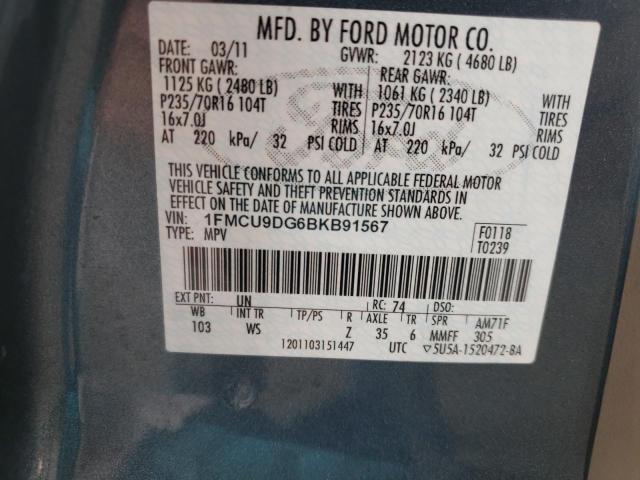 MFD. BY FORD MOTOR CO.
DATE: 03/11 GVWR: 2123 KG ( 4680 LB)
FRONT GAWR: REAR GAWR:
1125 KG ( 2480 LB) WITH 1061 KG ( 2340 LB) WITH
P235/70R16 104T TIRES P235/70R16 104T TIRES
16x7.0J RIMS 16x7.0J RIMS
AT 220 kPa/ 32 PSI COLD AT 220 kPa/ 32 PSI COLD
THIS VEHICLE CONFORMS TO ALL APPLICABLE FEDERAL MOTOR
VEHICLE SAFETY AND THEFT PREVENTION STANDARDS IN
EFFECT ON THE DATE OF MANUFACTURE SHOWN ABOVE.
VIN: 1FMCU9DG6BKB91567 F0118
TYPE: MPV T0239
EXT PNT: UN RC: 74 DSO:
WB INT TR TP/PS R AXLE TR SPR AM71F
103 WS Z 35 6 MMFF 305
1201103151447 UTC ▽5U5A-1520472-BA
Ford